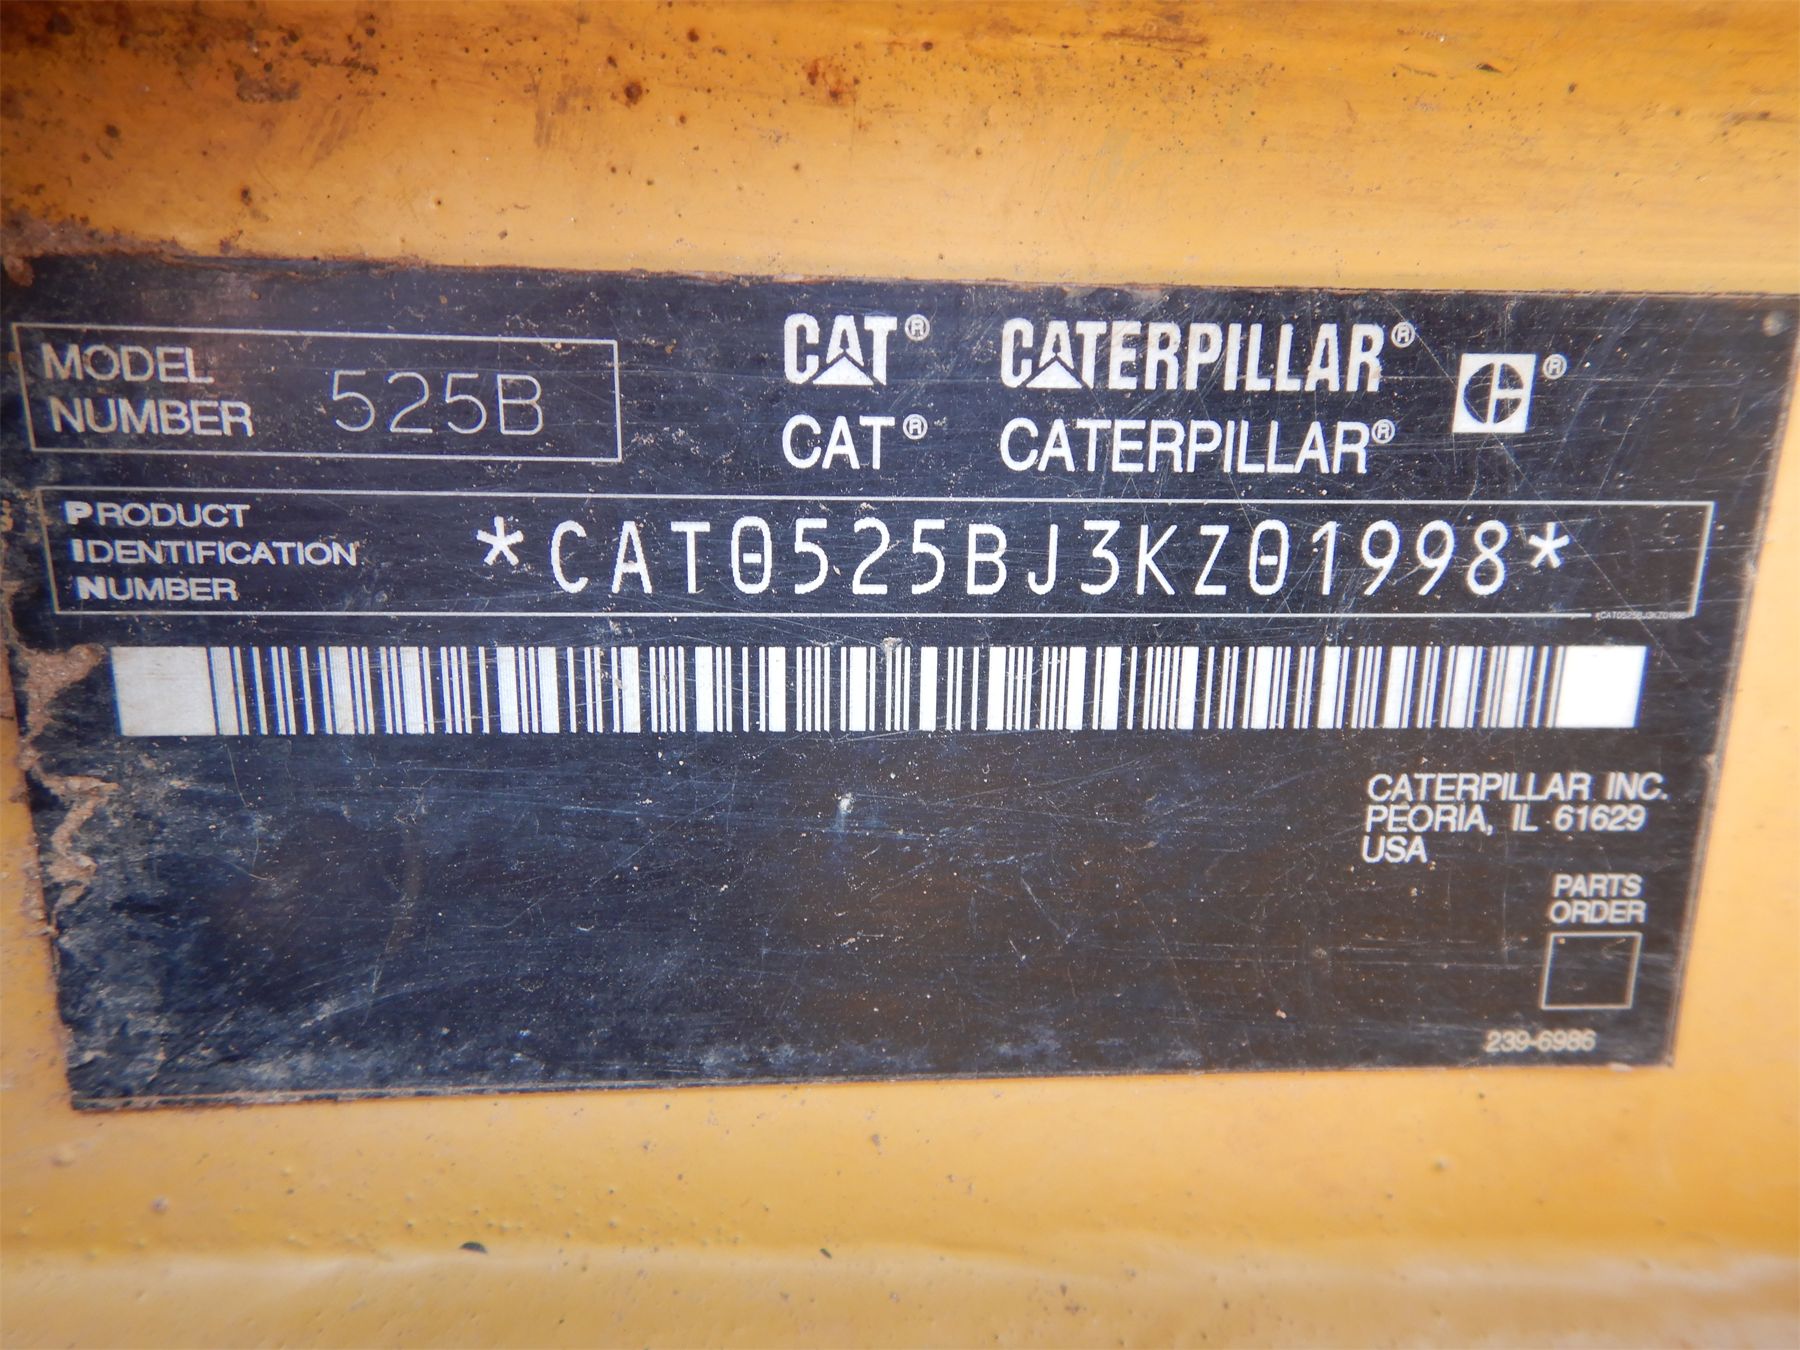 MODEL
NUMBER 525B
CAT® CATERPILLAR® ®
CAT® CATERPILLAR®
PRODUCT
IDENTIFICATION
NUMBER
*CAT0525BJ3KZ01998*
CAT0525BJ3KZ01998
CATERPILLAR INC.
PEORIA, IL 61629
USA
PARTS
ORDER
239-6986